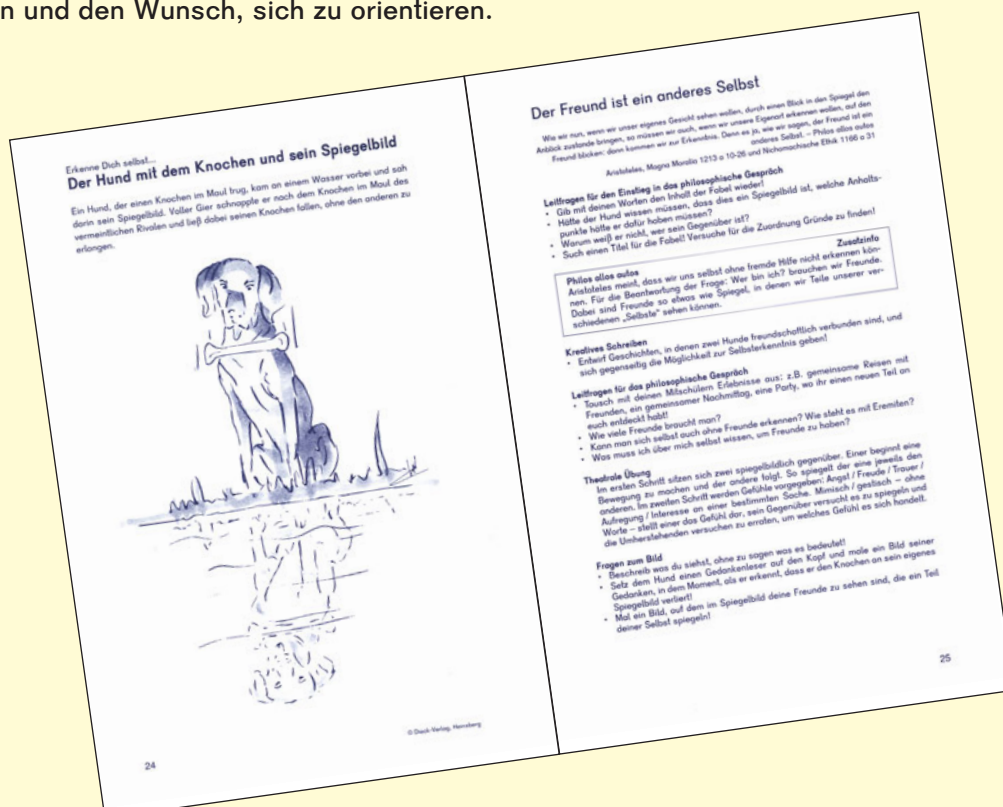 n und den Wunsch, sich zu orientieren.
Erkenne Dich selbst...
Der Hund mit dem Knochen und sein Spiegelbild
Ein Hund, der einen Knochen im Maul trug, kam an einem Wasser vorbei und sah
darin sein Spiegelbild. Voller Gier schnappte er nach dem Knochen im Maul des
vermeintlichen Rivalen und ließ dabei seinen Knochen fallen, ohne den anderen zu
erlangen.
© Dieck-Verlag, Heinsberg
24
Der Freund ist ein anderes Selbst
Wie wir nun, wenn wir unser eigenes Gesicht sehen wollen, durch einen Blick in den Spiegel den
Anblick zustande bringen, so müssen wir auch, wenn wir unsere Eigenart erkennen wollen, auf den
Freund blicken: dann kommen wir zur Erkenntnis. Denn es ja, wie wir sagen, der Freund ist ein
anderes Selbst. – Philos allos autos
Aristoteles, Magna Moralia 1213 a 10-26 und Nichomachische Ethik 1166 a 31
Leitfragen für den Einstieg in das philosophische Gespräch
• Gib mit deinen Worten den Inhalt der Fabel wieder!
• Hätte der Hund wissen müssen, dass dies ein Spiegelbild ist, welche Anhalts-
punkte hätte er dafür haben müssen?
• Warum weiß er nicht, wer sein Gegenüber ist?
• Such einen Titel für die Fabel! Versuche für die Zuordnung Gründe zu finden!
Philos allos autos Zusatzinfo
Aristoteles meint, dass wir uns selbst ohne fremde Hilfe nicht erkennen kön-
nen. Für die Beantwortung der Frage: Wer bin ich? brauchen wir Freunde.
Dabei sind Freunde so etwas wie Spiegel, in denen wir Teile unserer ver-
schiedenen „Selbste" sehen können.
Kreatives Schreiben
• Entwirf Geschichten, in denen zwei Hunde freundschaftlich verbunden sind, und
sich gegenseitig die Möglichkeit zur Selbsterkenntnis geben!
Leitfragen für das philosophische Gespräch
• Tausch mit deinen Mitschülern Erlebnisse aus: z.B. gemeinsame Reisen mit
Freunden, ein gemeinsamer Nachmittag, eine Party, wo ihr einen neuen Teil an
euch entdeckt habt!
• Wie viele Freunde braucht man?
• Kann man sich selbst auch ohne Freunde erkennen? Wie steht es mit Eremiten?
• Was muss ich über mich selbst wissen, um Freunde zu haben?
Theatrale Übung
Im ersten Schritt sitzen sich zwei spiegelbildlich gegenüber. Einer beginnt eine
Bewegung zu machen und der andere folgt. So spiegelt der eine jeweils den
anderen. Im zweiten Schritt werden Gefühle vorgegeben: Angst / Freude / Trauer /
Aufregung / Interesse an einer bestimmten Sache. Mimisch / gestisch – ohne
Worte – stellt einer das Gefühl dar, sein Gegenüber versucht es zu spiegeln und
die Umherstehenden versuchen zu erraten, um welches Gefühl es sich handelt.
Fragen zum Bild
• Beschreib was du siehst, ohne zu sagen was es bedeutet!
• Setz dem Hund einen Gedankenleser auf den Kopf und male ein Bild seiner
Gedanken, in dem Moment, als er erkennt, dass er den Knochen an sein eigenes
Spiegelbild verliert!
• Mal ein Bild, auf dem im Spiegelbild deine Freunde zu sehen sind, die ein Teil
deiner Selbst spiegeln!
25